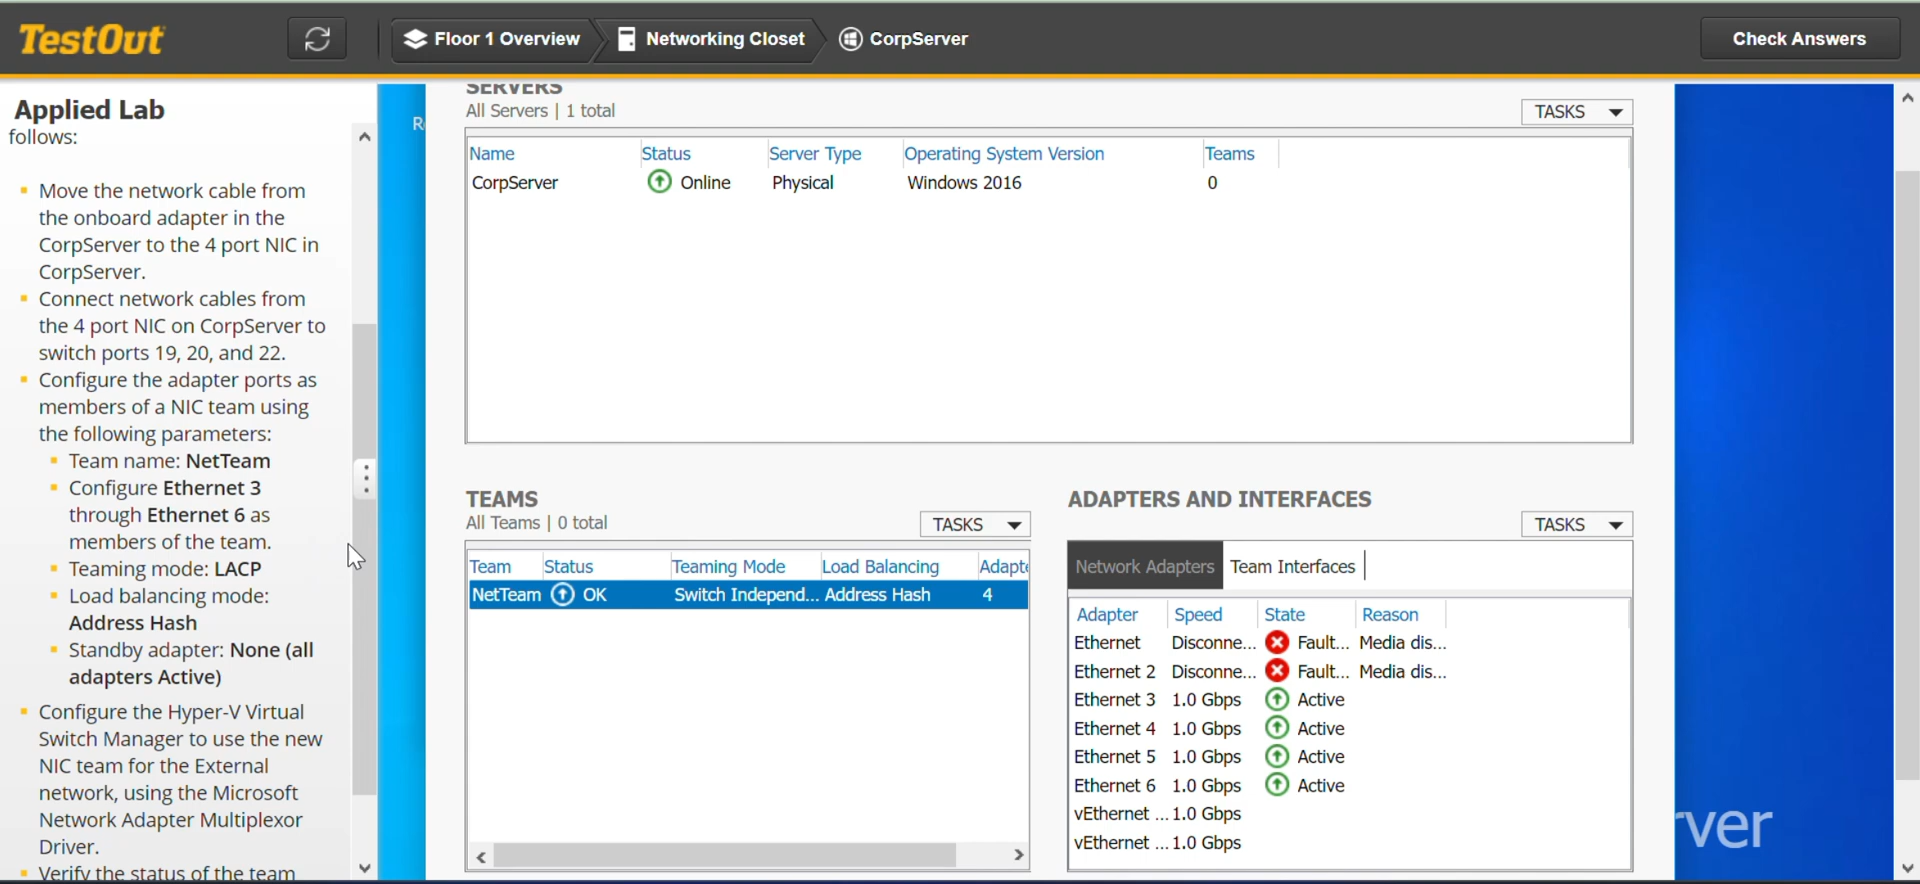 TestOut
Floor 1 Overview
Networking Closet
CorpServer
Check Answers
Applied Lab
follows:
Move the network cable from
the onboard adapter in the
CorpServer to the 4 port NIC in
CorpServer.
Connect network cables from
the 4 port NIC on CorpServer to
switch ports 19, 20, and 22.
Configure the adapter ports as
members of a NIC team using
the following parameters:
Team name: NetTeam
Configure Ethernet 3
through Ethernet 6 as
members of the team.
Teaming mode: LACP
Load balancing mode:
Address Hash
Standby adapter: None (all
adapters Active)
Configure the Hyper-V Virtual
Switch Manager to use the new
NIC team for the External
network, using the Microsoft
Network Adapter Multiplexor
Driver.
Verify the status of the team
SERVERS
All Servers | 1 total
TASKS
Name Status Server Type Operating System Version Teams
CorpServer Online Physical Windows 2016 0
TEAMS
All Teams | 0 total
TASKS
Team Status Teaming Mode Load Balancing Adapte
NetTeam OK Switch Independ... Address Hash 4
ADAPTERS AND INTERFACES
TASKS
Network Adapters Team Interfaces
Adapter Speed State Reason
Ethernet Disconne... Fault... Media dis...
Ethernet 2 Disconne... Fault... Media dis...
Ethernet 3 1.0 Gbps Active
Ethernet 4 1.0 Gbps Active
Ethernet 5 1.0 Gbps Active
Ethernet 6 1.0 Gbps Active
vEthernet ... 1.0 Gbps
vEthernet ... 1.0 Gbps
rver